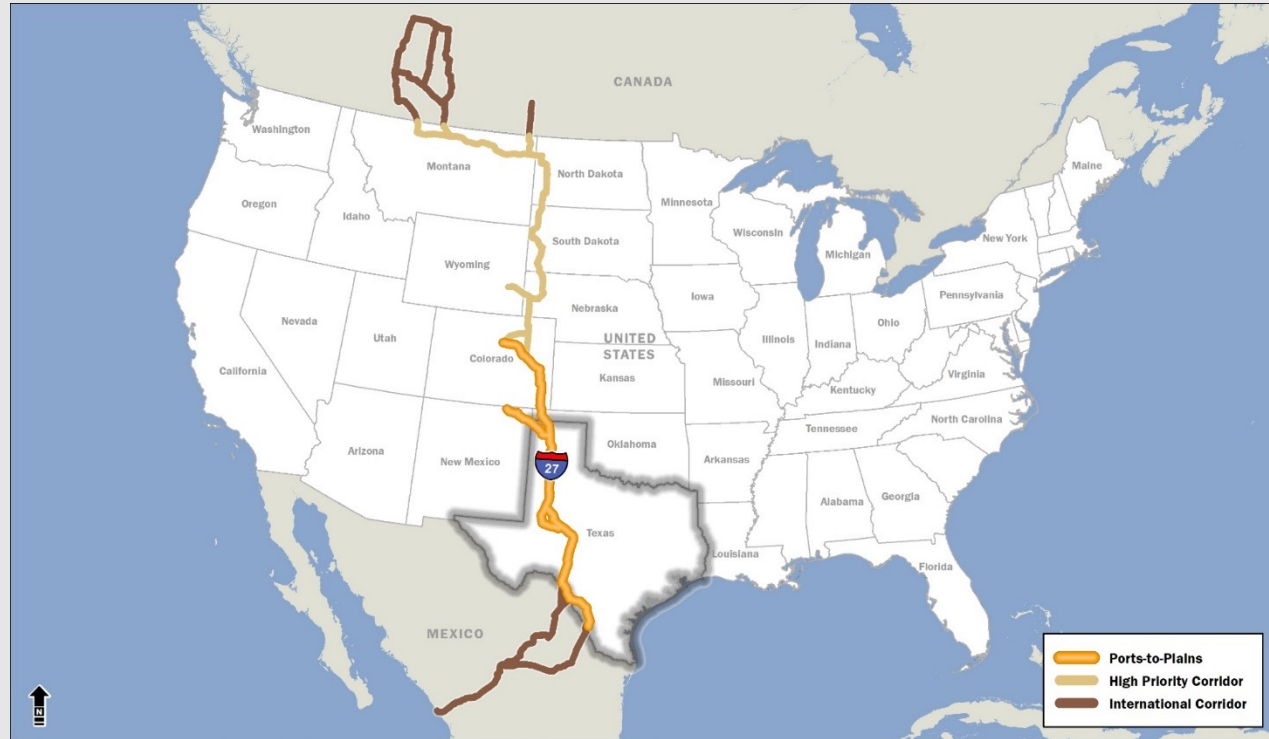 CANADA
Washington
Montana
North Dakota
Minnesota
Maine
Oregon
Idaho
South Dakota
Wisconsin
Michigan
New York
Wyoming
Nebraska
Iowa
Pennsylvania
Nevada
Utah
Colorado
UNITED
STATES
Illinois
Indiana
Ohio
California
Kansas
Missouri
Kentucky
Virginia
Arizona
New Mexico
Oklahoma
Arkansas
Tennessee
North Carolina
27
Texas
Louisiana
Alabama
Georgia
Florida
MEXICO
Ports-to-Plains
High Priority Corridor
International Corridor
N